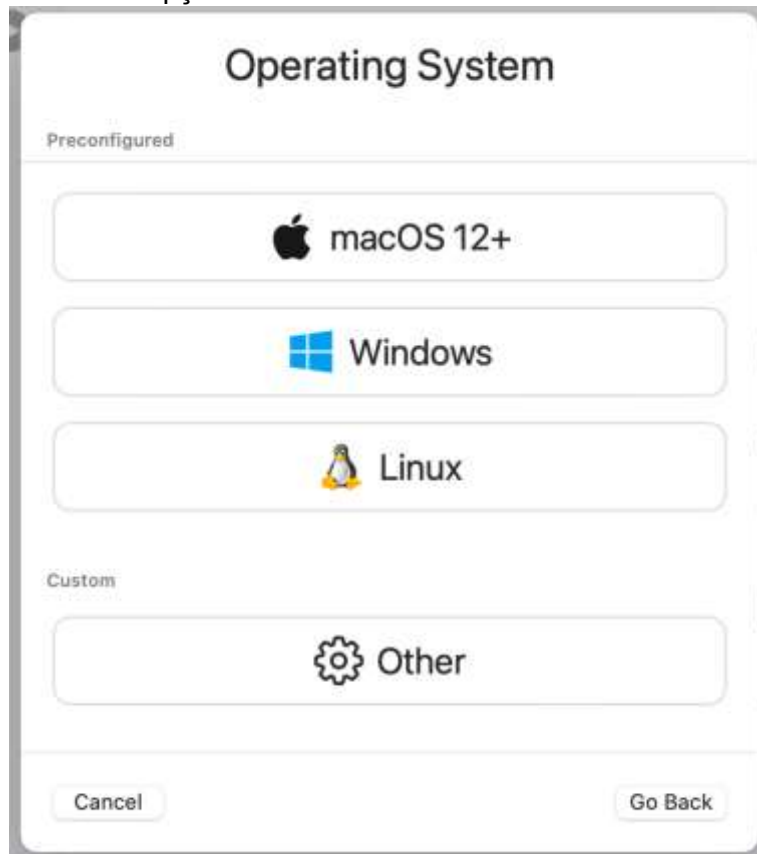 Operating System
Preconfigured
macOS 12+
Windows
Linux
Custom
Other
Cancel
Go Back